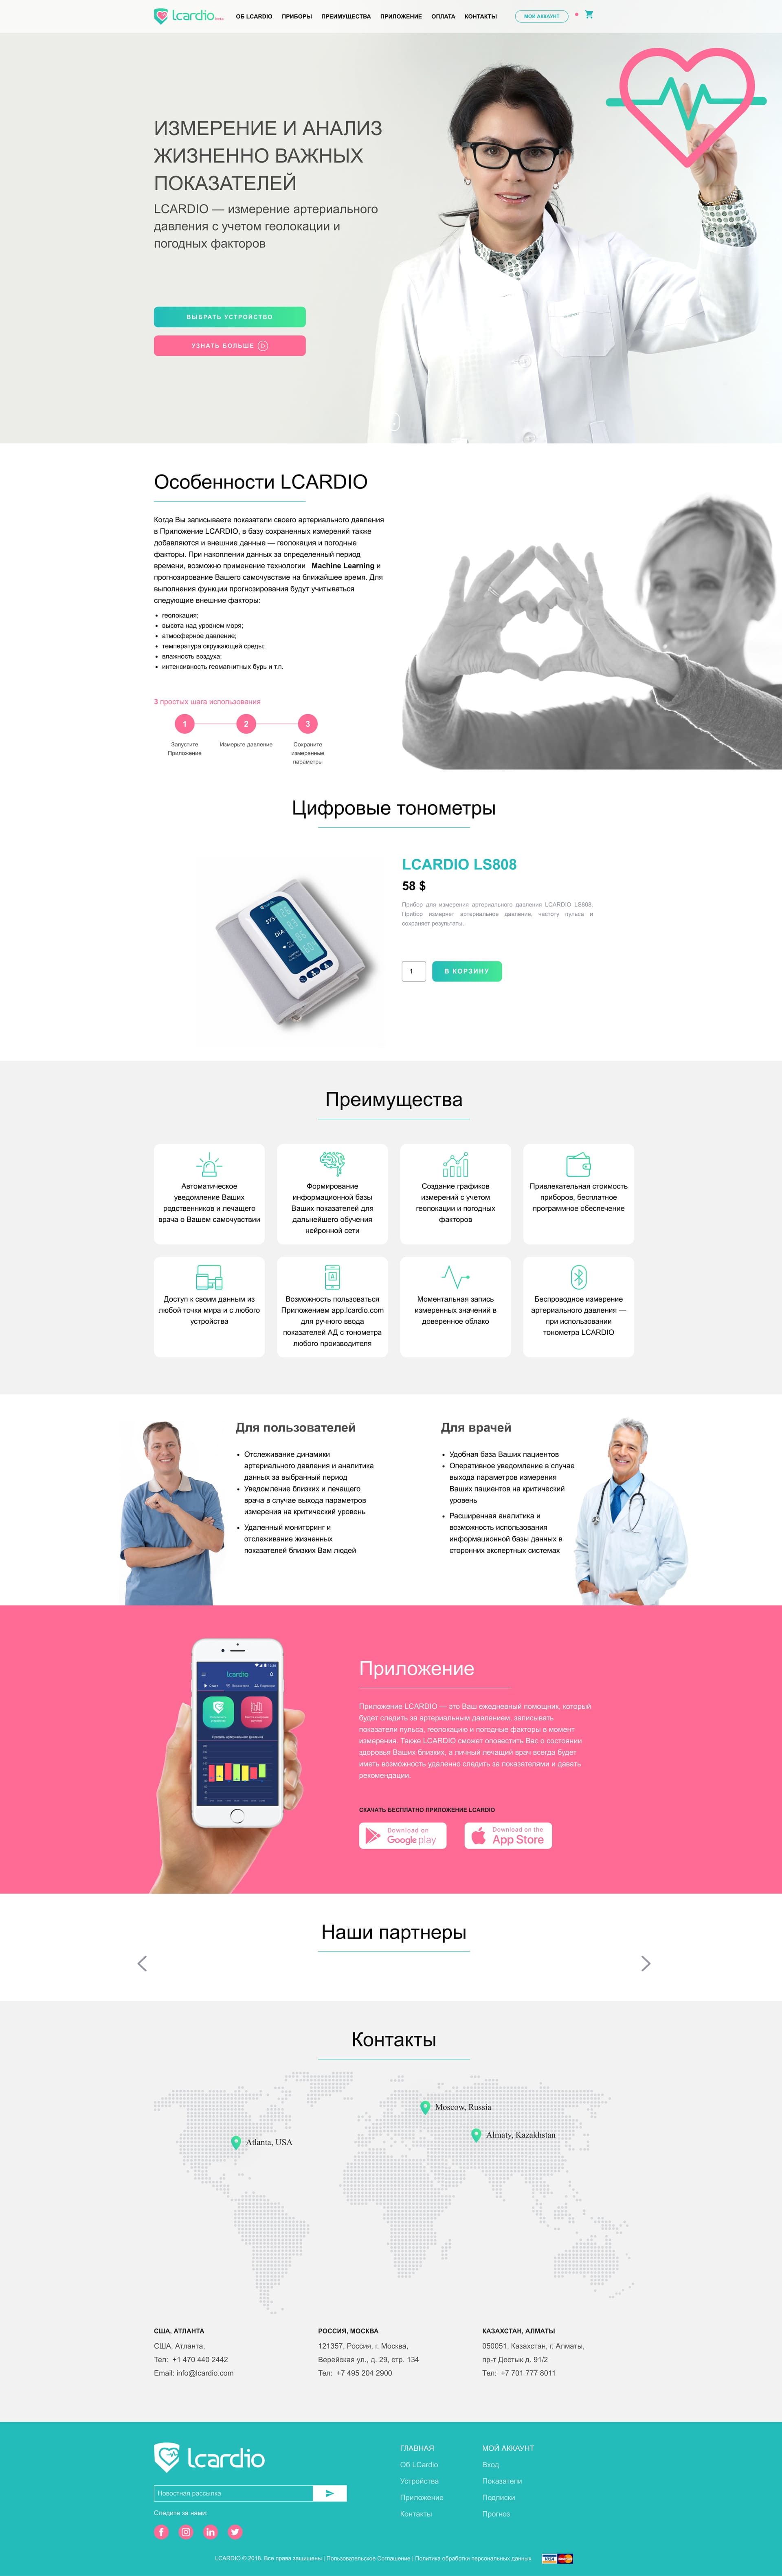 lcardio
ОБ LCARDIO ПРИБОРЫ ПРЕИМУЩЕСТВА ПРИЛОЖЕНИЕ ОПЛАТА КОНТАКТЫ МОЙ АККАУНТ
ИЗМЕРЕНИЕ И АНАЛИЗ
ЖИЗНЕННО ВАЖНЫХ
ПОКАЗАТЕЛЕЙ
LCARDIO — измерение артериального
давления с учетом геолокации и
погодных факторов
ВЫБРАТЬ УСТРОЙСТВО
УЗНАТЬ БОЛЬШЕ
Особенности LCARDIO
Когда Вы записываете показатели своего артериального давления
в Приложение LCARDIO, в базу сохраненных измерений также
добавляются и внешние данные — геолокация и погодные
факторы. При накоплении данных за определенный период
времени, возможно применение технологии Machine Learning и
прогнозирование Вашего самочувствие на ближайшее время. Для
выполнения функции прогнозирования будут учитываться
следующие внешние факторы:
• геолокация;
• высота над уровнем моря;
• атмосферное давление;
• температура окружающей среды;
• влажность воздуха;
• интенсивность геомагнитных бурь и т.п.
3 простых шага использования
1 2 3
Запустите
Приложение
Измерьте давление
Сохраните
измеренные
параметры
Цифровые тонометры
SYS
DIA
LCARDIO LS808
58 $
Прибор для измерения артериального давления LCARDIO LS808.
Прибор измеряет артериальное давление, частоту пульса и
сохраняет результаты.
1
В КОРЗИНУ
Преимущества
Автоматическое
уведомление Ваших
родственников и лечащего
врача о Вашем самочувствии
Формирование
информационной базы
Ваших показателей для
дальнейшего обучения
нейронной сети
Создание графиков
измерений с учетом
геолокации и погодных
факторов
Привлекательная стоимость
приборов, бесплатное
программное обеспечение
Доступ к своим данным из
любой точки мира и с любого
устройства
A
Возможность пользоваться
Приложением app.lcardio.com
для ручного ввода
показателей АД с тонометра
любого производителя
Моментальная запись
измеренных значений в
доверенное облако
Беспроводное измерение
артериального давления —
при использовании
тонометра LCARDIO
Для пользователей
• Отслеживание динамики
артериального давления и аналитика
данных за выбранный период
• Уведомление близких и лечащего
врача в случае выхода параметров
измерения на критический уровень
• Удаленный мониторинг и
отслеживание жизненных
показателей близких Вам людей
Для врачей
• Удобная база Ваших пациентов
• Оперативное уведомление в случае
выхода параметров измерения
Ваших пациентов на критический
уровень
• Расширенная аналитика и
возможность использования
информационной базы данных в
сторонних экспертных системах
lcardio
Профиль артериального давления
Приложение
Приложение LCARDIO — это Ваш ежедневный помощник, который
будет следить за артериальным давлением, записывать
показатели пульса, геолокацию и погодные факторы в момент
измерения. Также LCARDIO сможет оповестить Вас о состоянии
здоровья Ваших близких, а личный лечащий врач всегда будет
иметь возможность удаленно следить за показателями и давать
рекомендации.
СКАЧАТЬ БЕСПЛАТНО ПРИЛОЖЕНИЕ LCARDIO
Download on
Google play
Download on the
App Store
Наши партнеры
Контакты
Moscow, Russia
Almaty, Kazakhstan
Atlanta, USA
США, АТЛАНТА
США, Атланта,
Тел: +1 470 440 2442
Email: info@lcardio.com
РОССИЯ, МОСКВА
121357, Россия, г. Москва,
Верейская ул., д. 29, стр. 134
Тел: +7 495 204 2900
КАЗАХСТАН, АЛМАТЫ
050051, Казахстан, г. Алматы,
пр-т Достык д. 91/2
Тел: +7 701 777 8011
lcardio
Новостная рассылка
Следите за нами:
ГЛАВНАЯ
Об LCardio
Устройства
Приложение
Контакты
МОЙ АККАУНТ
Вход
Показатели
Подписки
Прогноз
LCARDIO © 2018. Все права защищены | Пользовательское Соглашение | Политика обработки персональных данных VISA